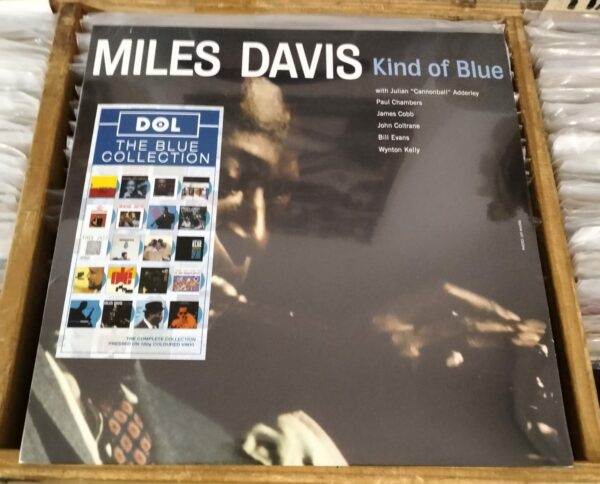 MILES DAVIS Kind of Blue
with Julian "Cannonball" Adderley
Paul Chambers
James Cobb
John Coltrane
Bill Evans
Wynton Kelly
DOL
THE BLUE
COLLECTION
THE COMPLETE COLLECTION
PRESSED ON 180g COLOURED VINYL